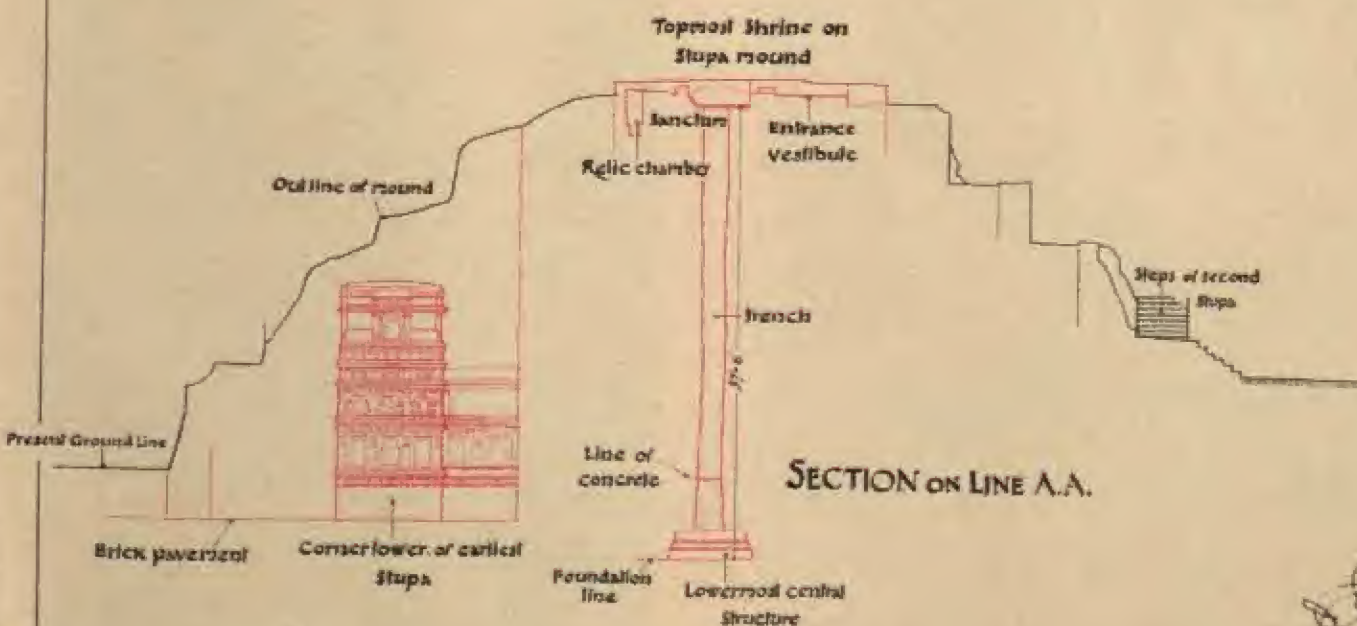 Topmost Shrine on
Stupa mound
Sanctum
Entrance
vestibule
Relic chamber
Outline of mound
Steps of second
Stupa
Trench
57-6
Present Ground Line
Line of
concrete
SECTION ON LINE A.A.
Brick pavement
Corner tower of earliest
Stupa
Foundation
line
Lowermost central
Structure